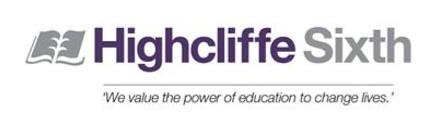 Highcliffe Sixth
‘We value the power of education to change lives.’